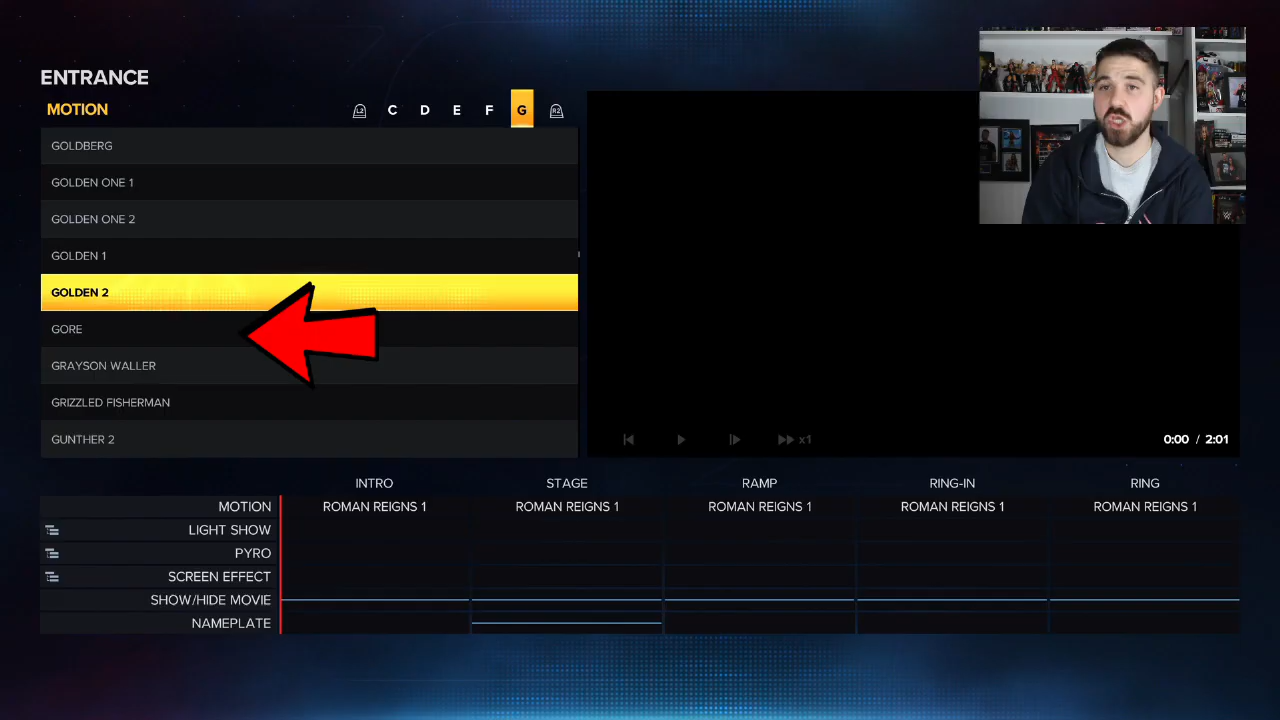 ENTRANCE
MOTION
L2 C D E F G R2
GOLDBERG
GOLDEN ONE 1
GOLDEN ONE 2
GOLDEN 1
GOLDEN 2
GORE
GRAYSON WALLER
GRIZZLED FISHERMAN
GUNTHER 2
x1
0:00 / 2:01
INTRO STAGE RAMP RING-IN RING
MOTION ROMAN REIGNS 1 ROMAN REIGNS 1 ROMAN REIGNS 1 ROMAN REIGNS 1 ROMAN REIGNS 1
LIGHT SHOW
PYRO
SCREEN EFFECT
SHOW/HIDE MOVIE
NAMEPLATE